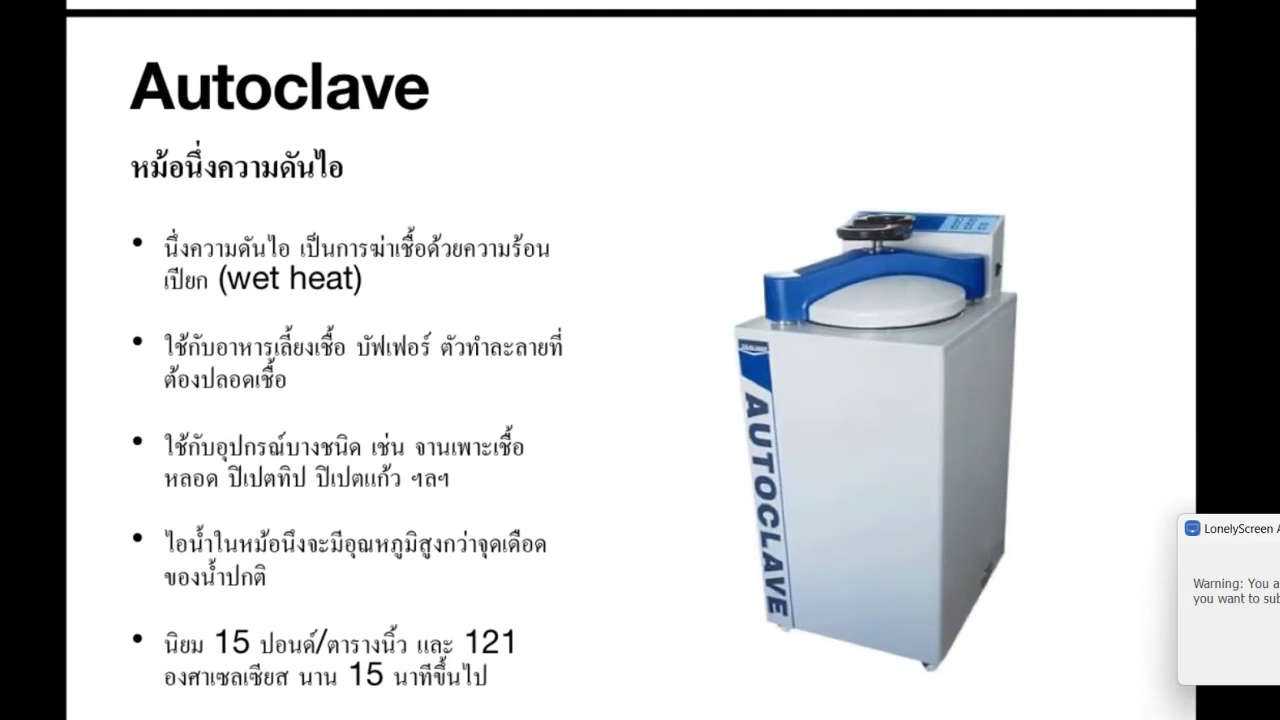 Autoclave
หม้อนึ่งความดันไอ
• นึ่งความดันไอ เป็นการฆ่าเชื้อด้วยความร้อน
เปียก (wet heat)
• ใช้กับอาหารเลี้ยงเชื้อ บัฟเฟอร์ ตัวทำละลายที่
ต้องปลอดเชื้อ
• ใช้กับอุปกรณ์บางชนิด เช่น จานเพาะเชื้อ
หลอด ปิเปตทิป ปิเปตแก้ว ฯลฯ
• ไอน้ำในหม้อนึงจะมีอุณหภูมิสูงกว่าจุดเดือด
ของน้ำปกติ
• นิยม 15 ปอนด์/ตารางนิ้ว และ 121
องศาเซลเซียส นาน 15 นาทีขึ้นไป
AUTOCLAVE
LonelyScreen A
Warning: You a
you want to sub